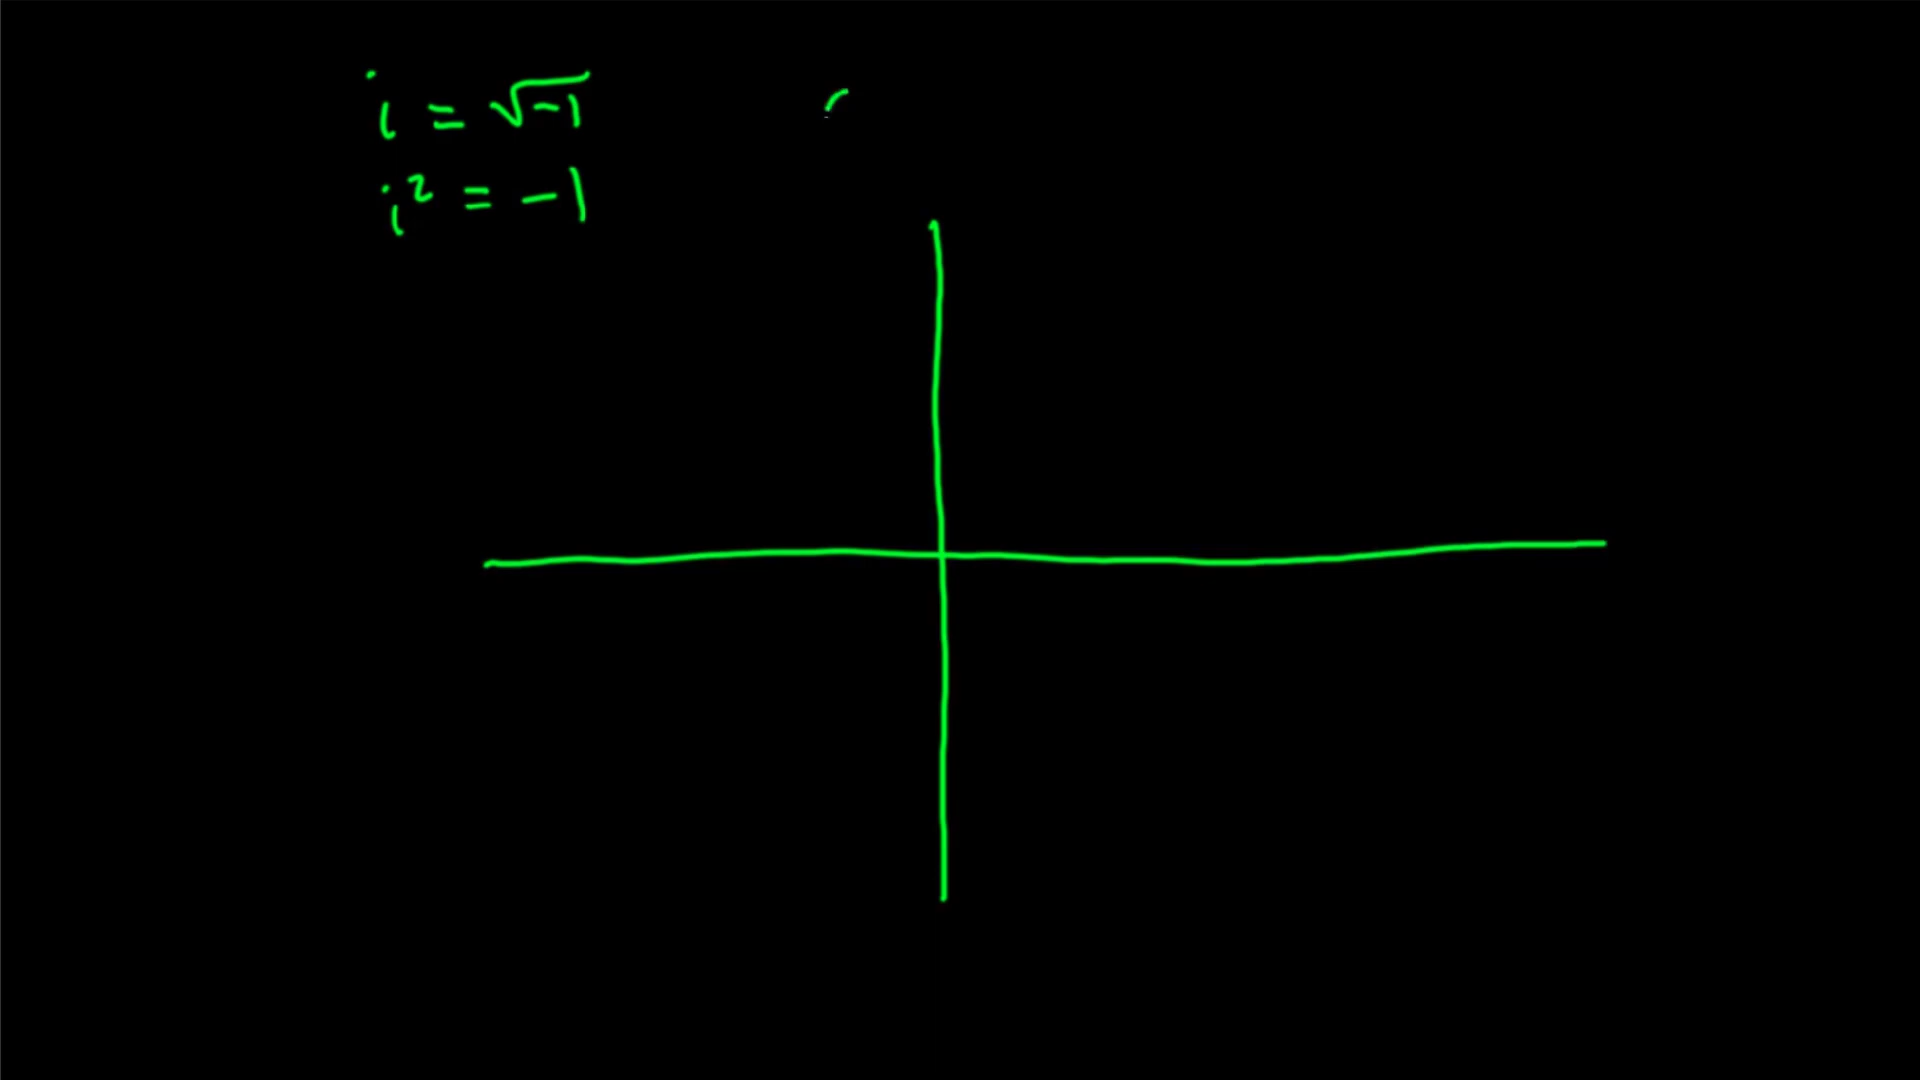 i = √-1
i² = -1